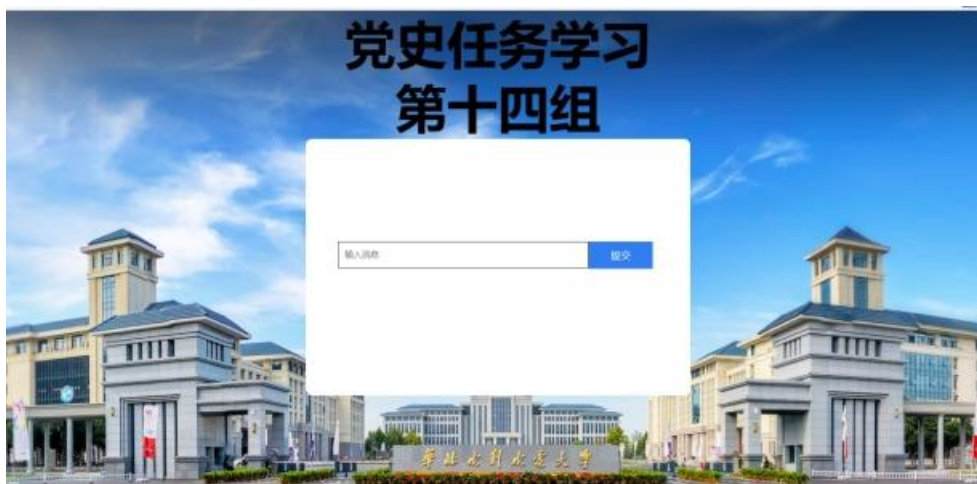 党史任务学习
第十四组
输入消息
提交
华北水利水电大学